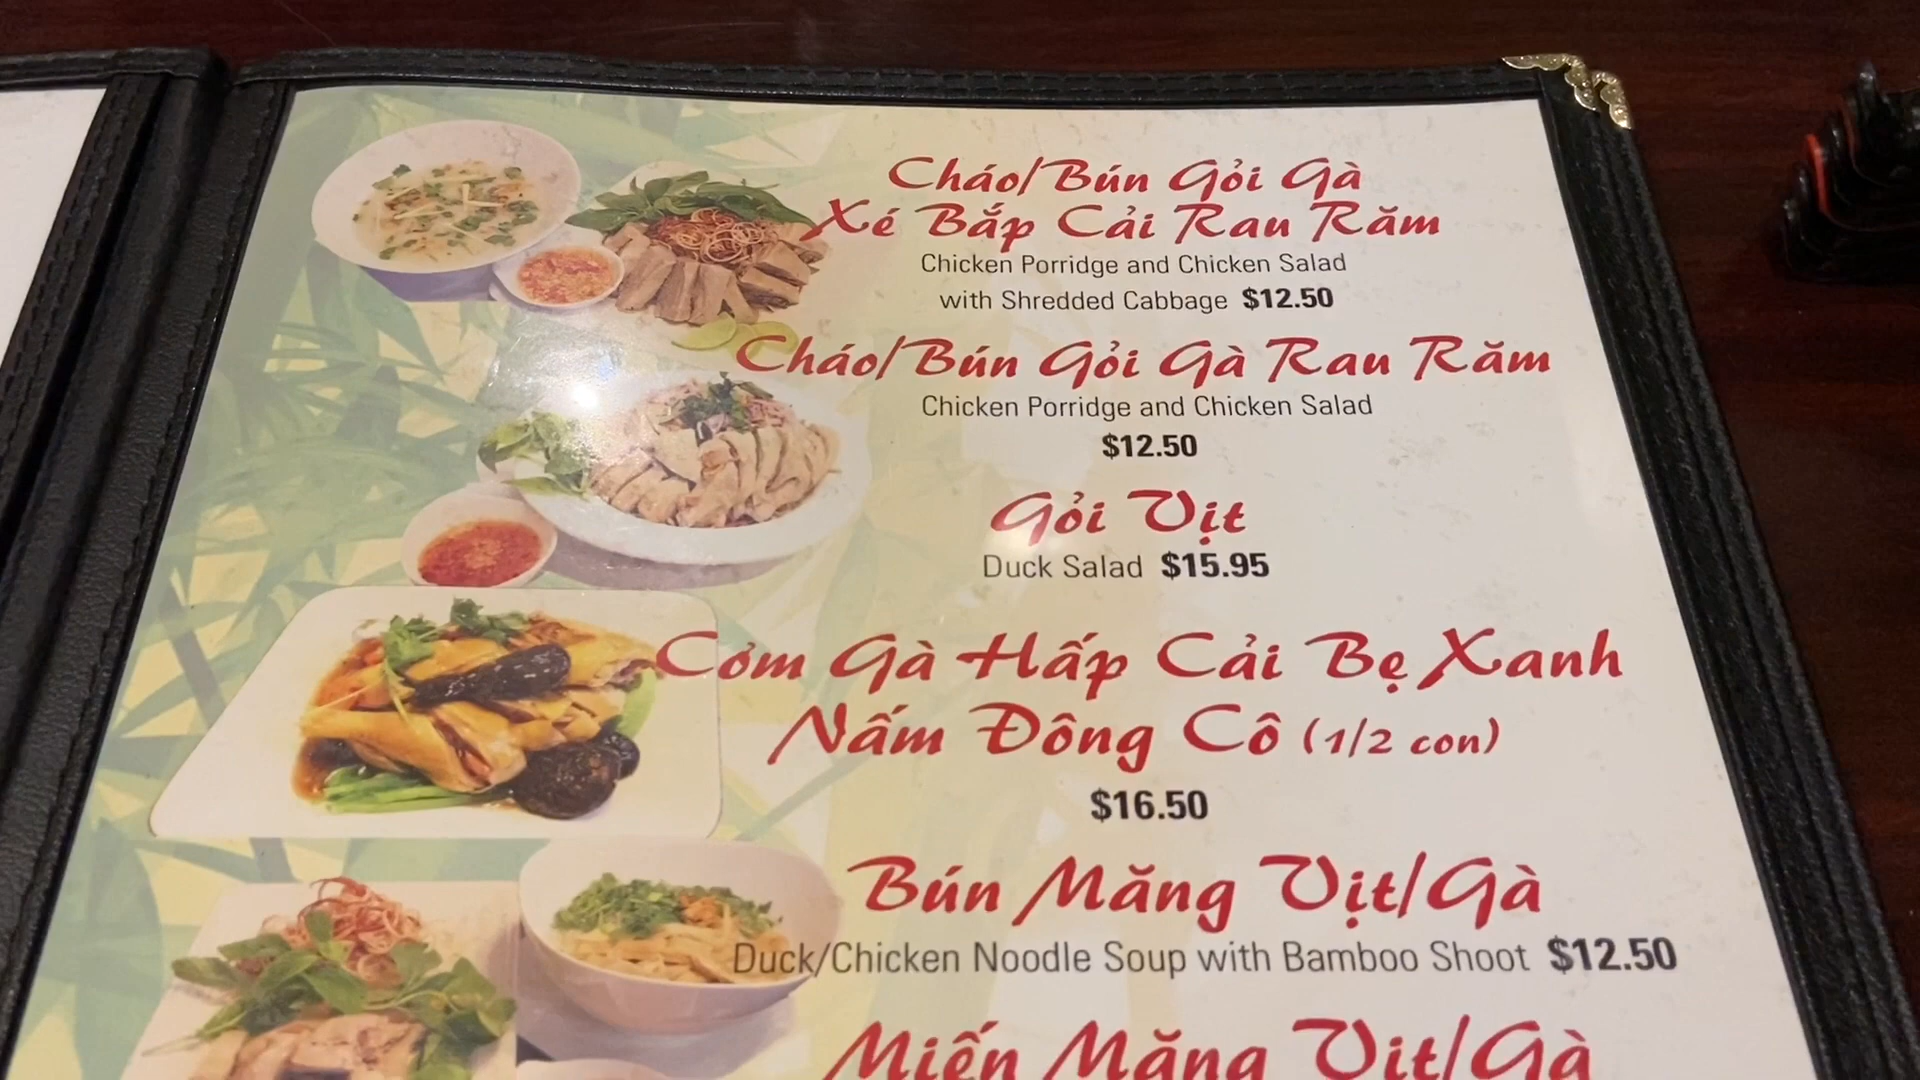 Cháo/Bún Gỏi Gà
Xé Bắp Cải Rau Răm
Chicken Porridge and Chicken Salad
with Shredded Cabbage $12.50
Cháo/Bún Gỏi Gà Rau Răm
Chicken Porridge and Chicken Salad
$12.50
Gỏi Vịt
Duck Salad $15.95
Cơm Gà Hấp Cải Bẹ Xanh
Nấm Đông Cô (1/2 con)
$16.50
Bún Măng Vịt/Gà
Duck/Chicken Noodle Soup with Bamboo Shoot $12.50
Miến Măng Vịt/Gà